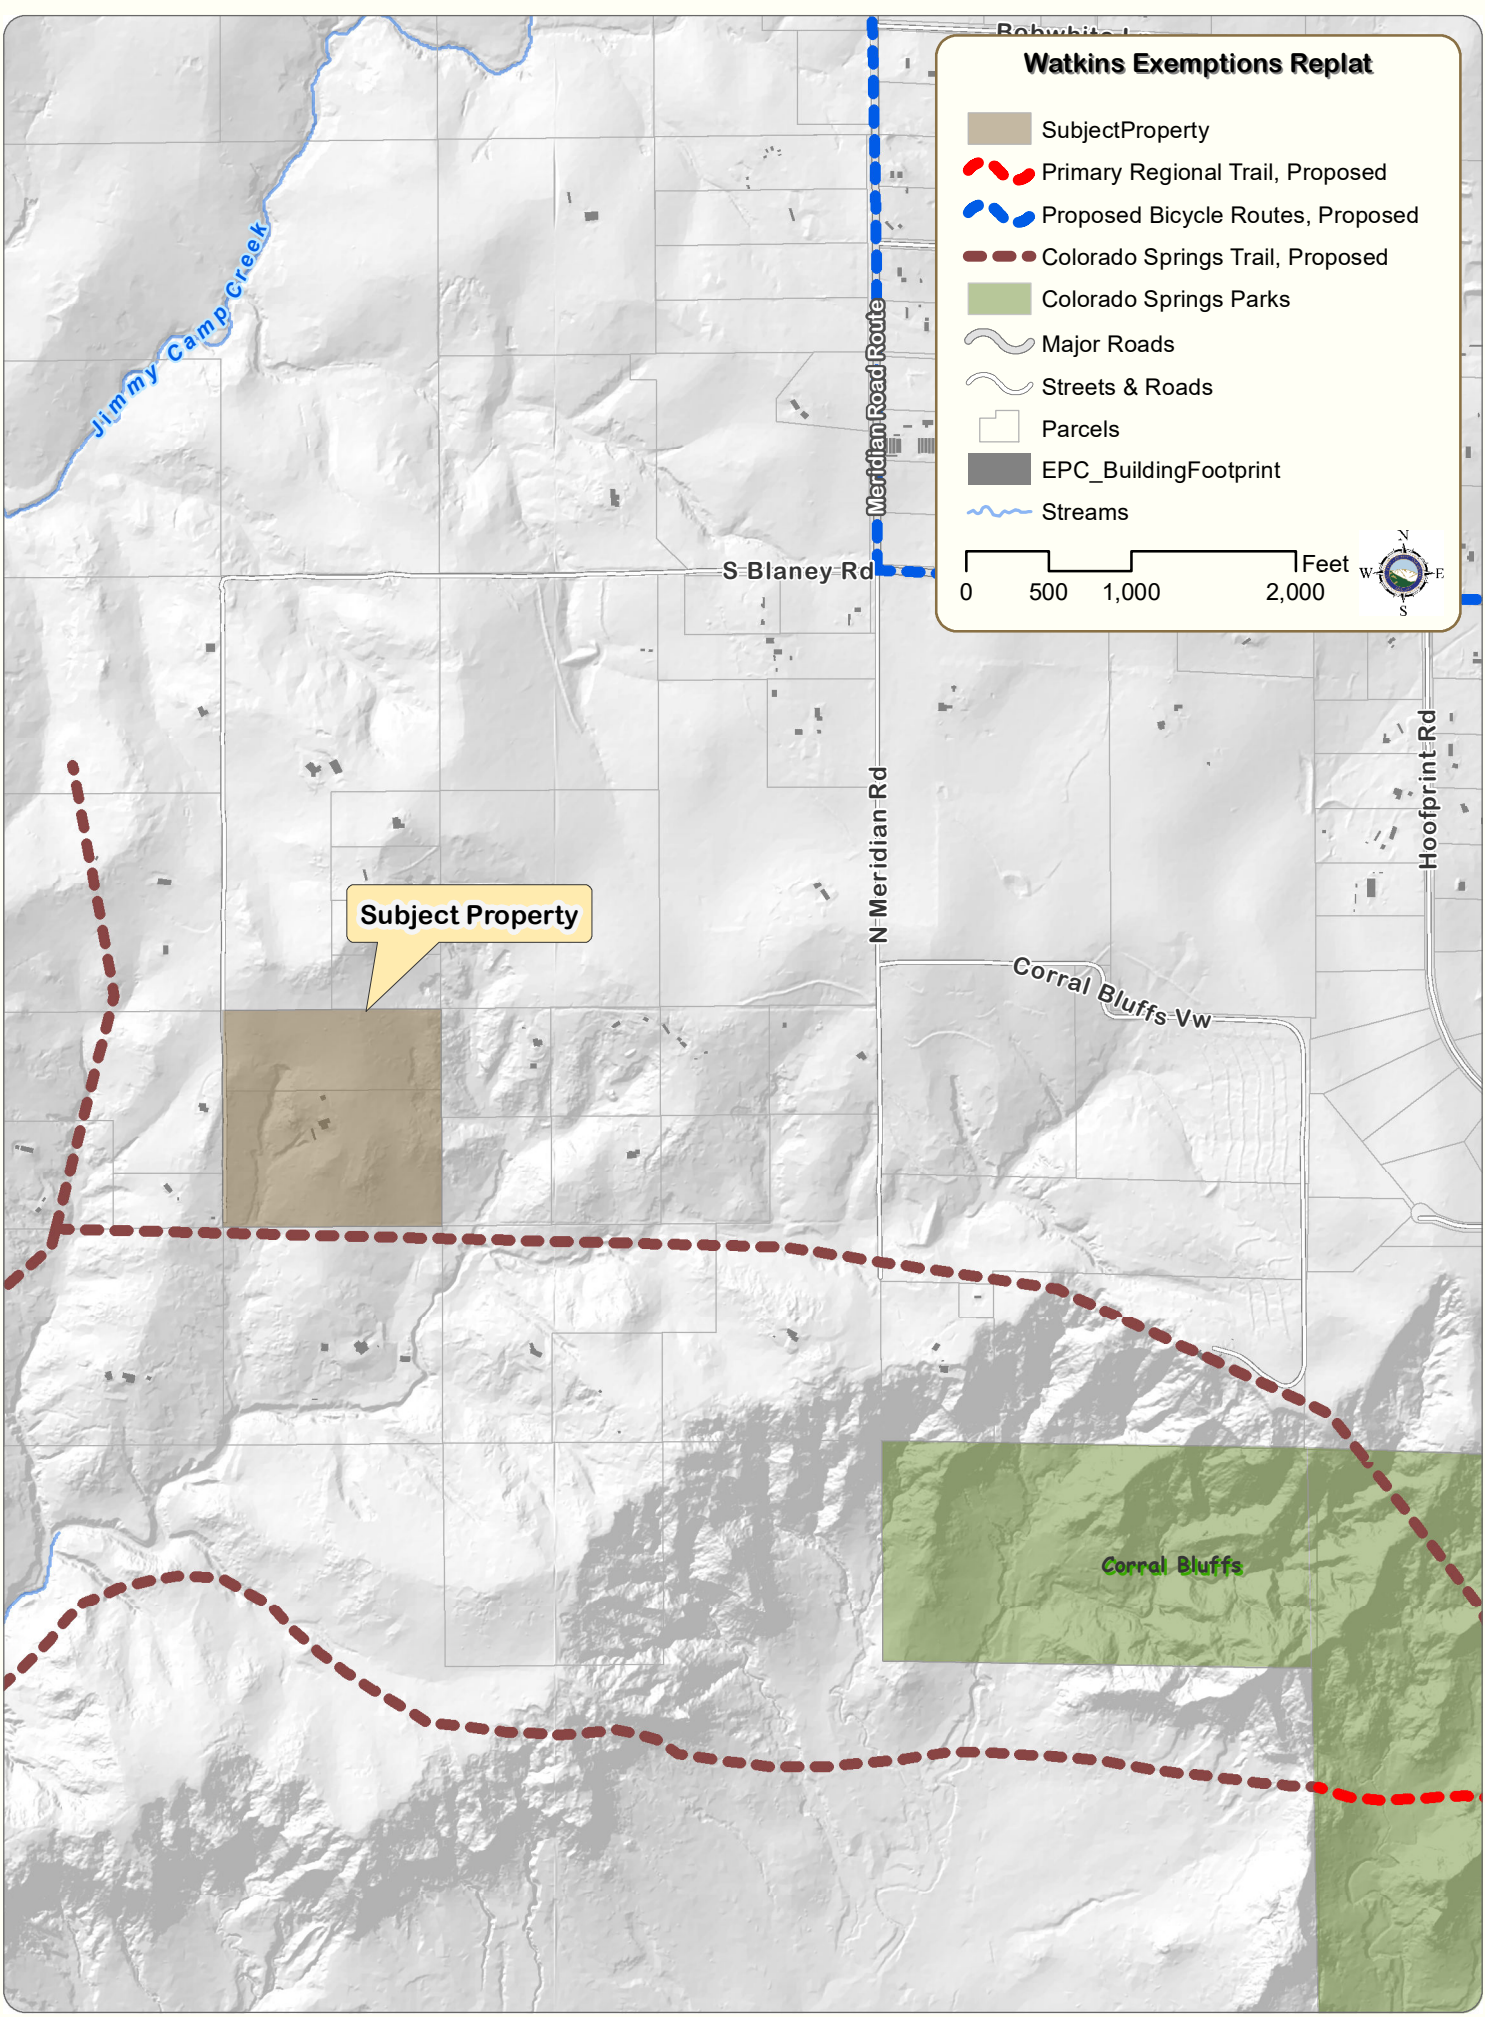 Bobwhite Ln
Watkins Exemptions Replat
SubjectProperty
Primary Regional Trail, Proposed
Proposed Bicycle Routes, Proposed
Colorado Springs Trail, Proposed
Colorado Springs Parks
Major Roads
Streets & Roads
Parcels
EPC_BuildingFootprint
Streams
Feet
0 500 1,000 2,000
N
W E
S
Jimmy Camp Creek
Meridian Road Route
S Blaney Rd
N Meridian Rd
Hoofprint Rd
Subject Property
Corral Bluffs Vw
Corral Bluffs